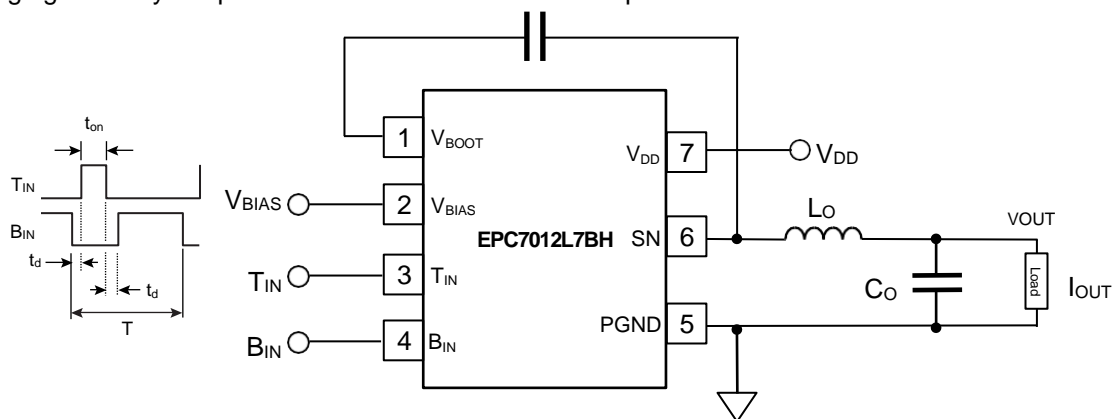 ton
TIN
BIN
td
td
T
VBIAS
TIN
BIN
1 VBOOT
2 VBIAS
3 TIN
4 BIN
EPC7012L7BH
VDD 7
SN 6
PGND 5
VDD
LO
CO
VOUT
Load
IOUT